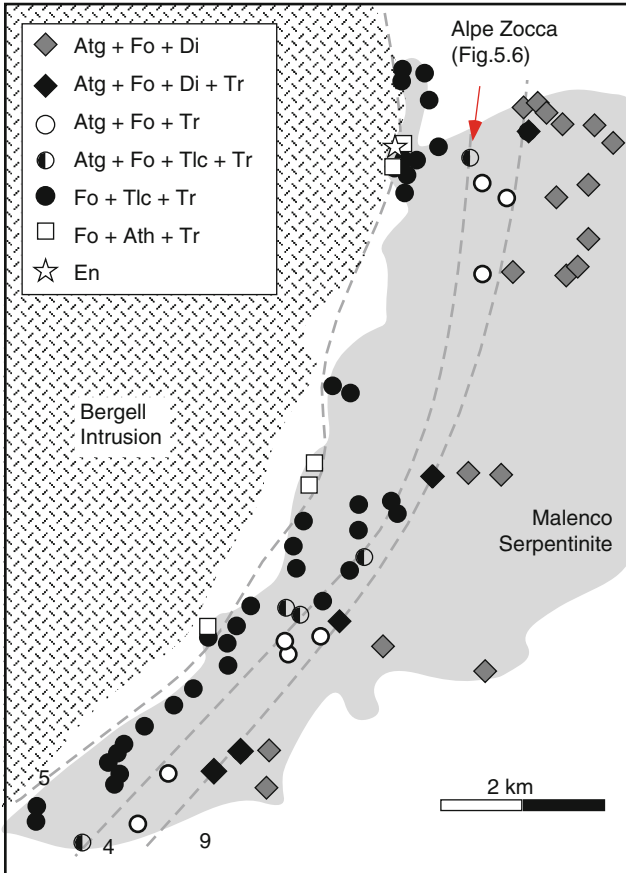 Atg + Fo + Di
Atg + Fo + Di + Tr
Atg + Fo + Tr
Atg + Fo + Tlc + Tr
Fo + Tlc + Tr
Fo + Ath + Tr
En
Alpe Zocca
(Fig.5.6)
Bergell
Intrusion
Malenco
Serpentinite
2 km
5
4
9